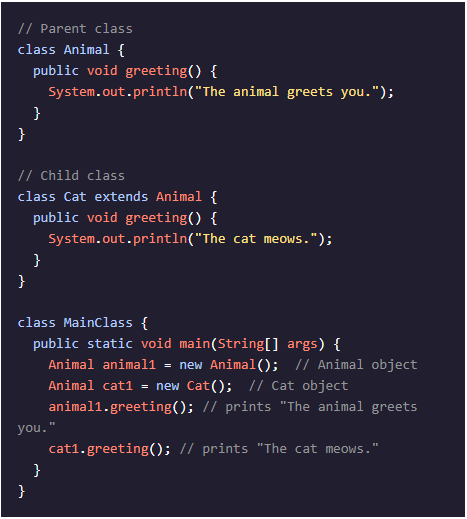 // Parent class
class Animal {
  public void greeting() {
    System.out.println("The animal greets you.");
  }
}

// Child class
class Cat extends Animal {
  public void greeting() {
    System.out.println("The cat meows.");
  }
}

class MainClass {
  public static void main(String[] args) {
    Animal animal1 = new Animal();  // Animal object
    Animal cat1 = new Cat();  // Cat object
    animal1.greeting(); // prints "The animal greets
you."
    cat1.greeting(); // prints "The cat meows."
  }
}